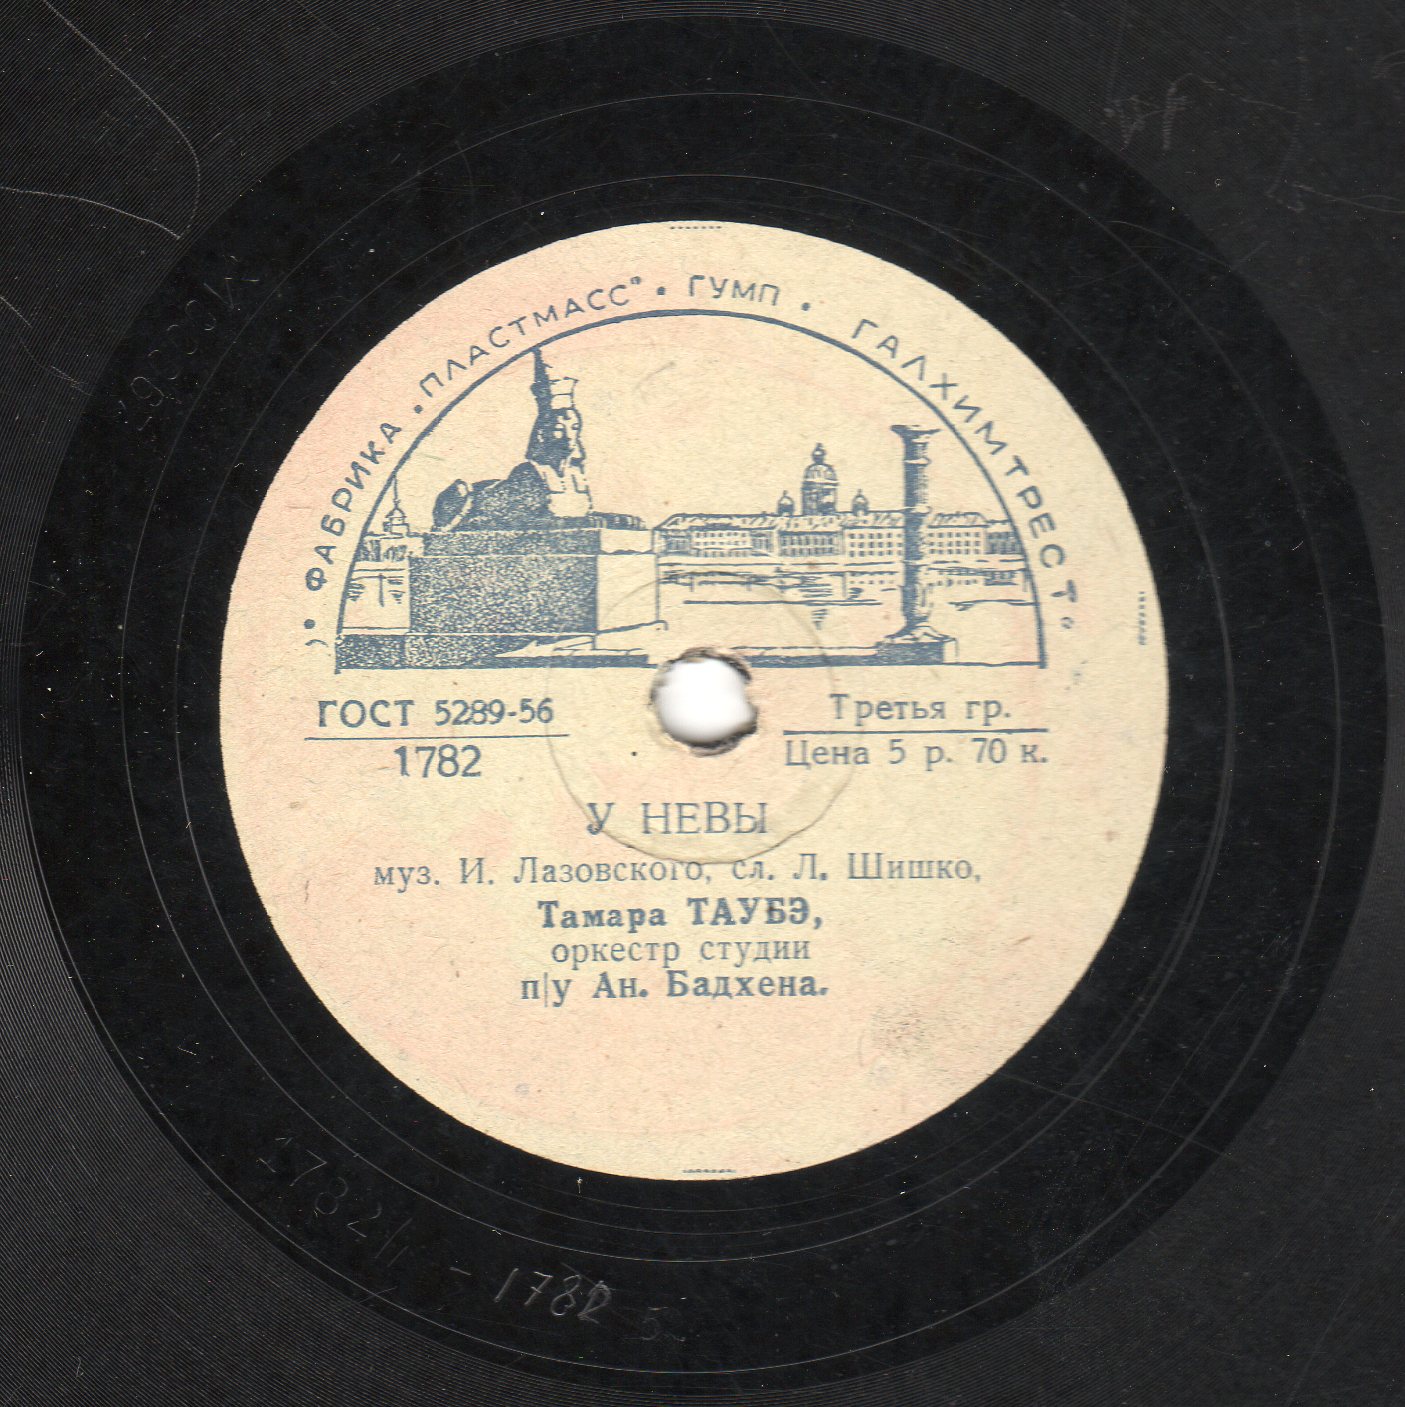 ФАБРИКА „ПЛАСТМАСС" • ГУМП • ГАЛХИМТРЕСТ
ГОСТ 5289-56
1782
Третья гр.
Цена 5 р. 70 к.
У НЕВЫ
муз. И. Лазовского, сл. Л. Шишко,
Тамара ТАУБЭ,
оркестр студии
п/у Ан. Бадхена.
- 1782